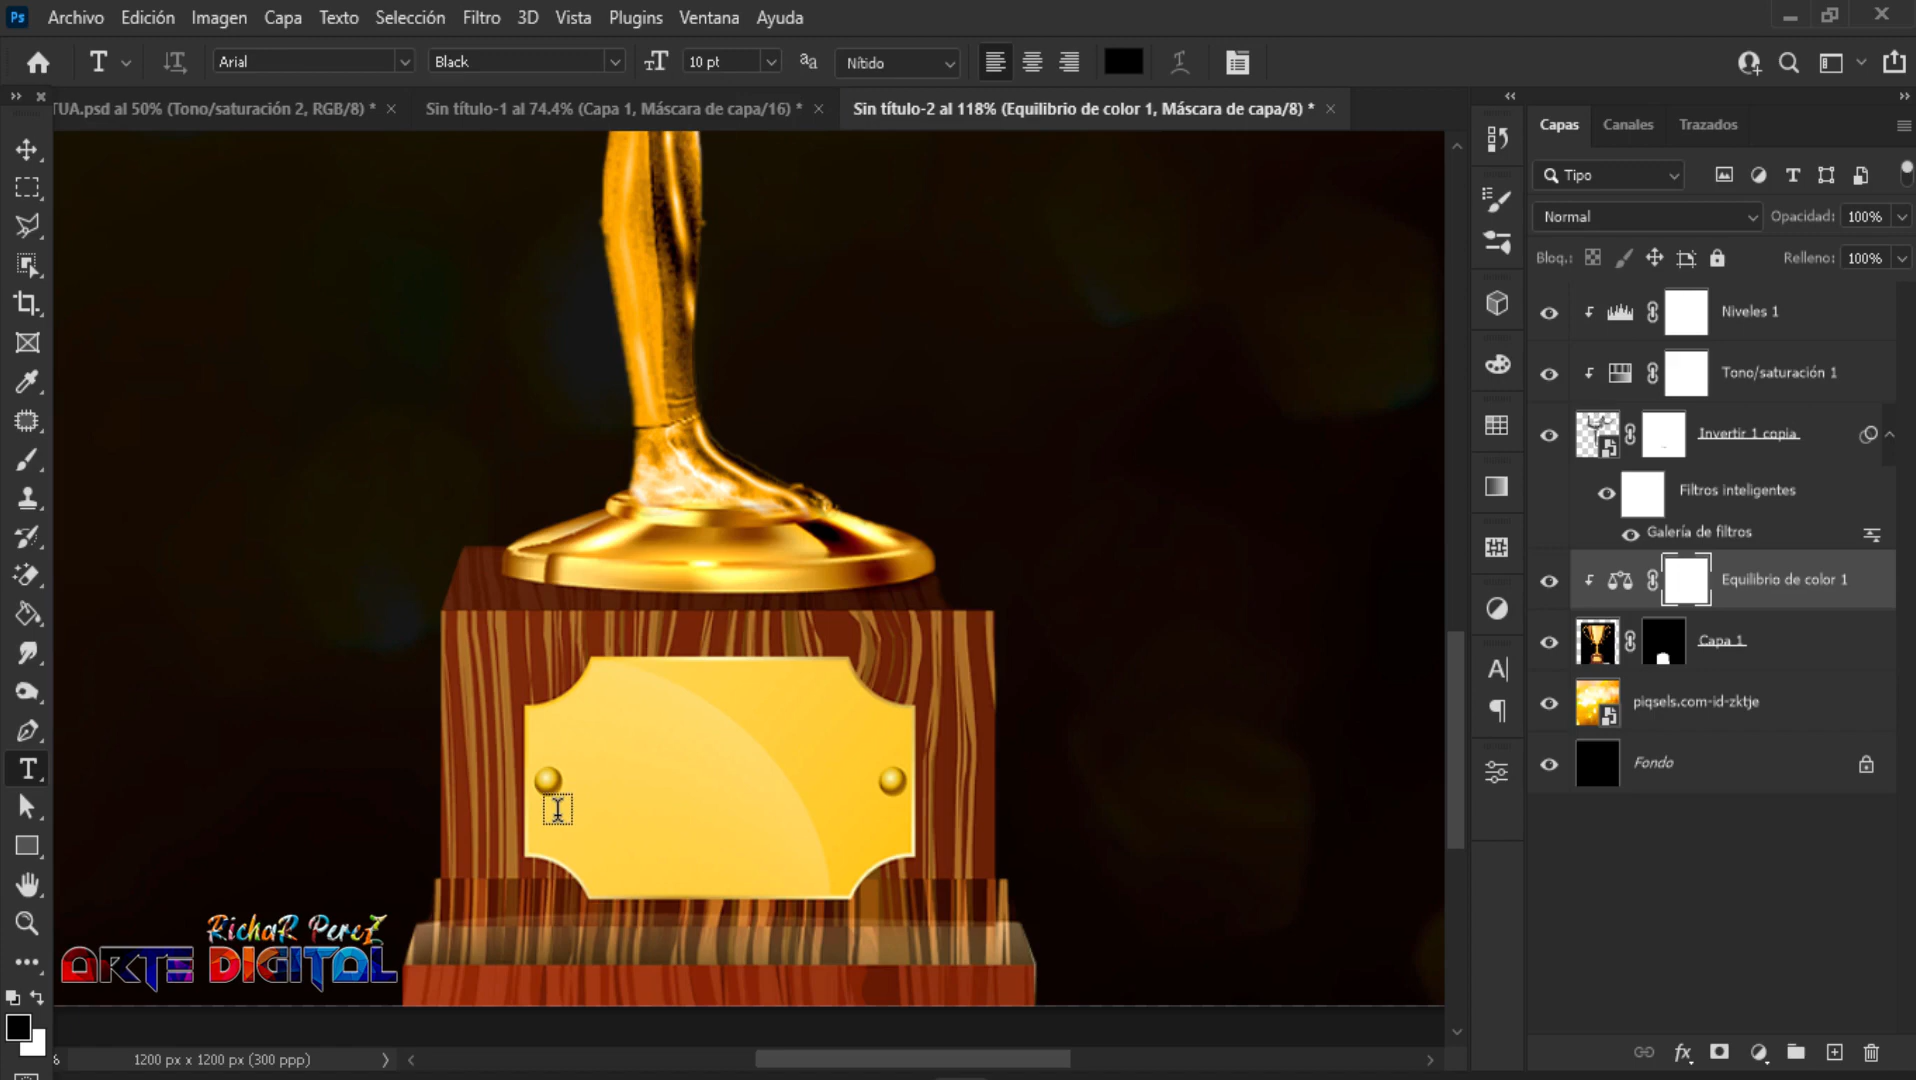 Ps Archivo Edición Imagen Capa Texto Selección Filtro 3D Vista Plugins Ventana Ayuda
T Arial Black 10 pt aa Nítido
TUA.psd al 50% (Tono/saturación 2, RGB/8) * Sin título-1 al 74.4% (Capa 1, Máscara de capa/16) * Sin título-2 al 118% (Equilibrio de color 1, Máscara de capa/8) *
Capas Canales Trazados
Tipo
Normal Opacidad: 100%
Bloq.: Relleno: 100%
Niveles 1
Tono/saturación 1
Invertir 1 copia
Filtros inteligentes
Galería de filtros
Equilibrio de color 1
Capa 1
piqsels.com-id-zktje
Fondo
RichaR PereZ
ARTE DIGITAL
% 1200 px x 1200 px (300 ppp)
fx